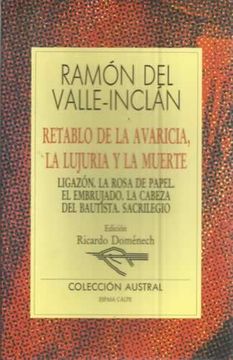 RAMÓN DEL
VALLE-INCLÁN
RETABLO DE LA AVARICIA,
LA LUJURIA Y LA MUERTE
LIGAZÓN. LA ROSA DE PAPEL.
EL EMBRUJADO. LA CABEZA
DEL BAUTISTA. SACRILEGIO
Edición
Ricardo Doménech
COLECCIÓN AUSTRAL
ESPASA CALPE